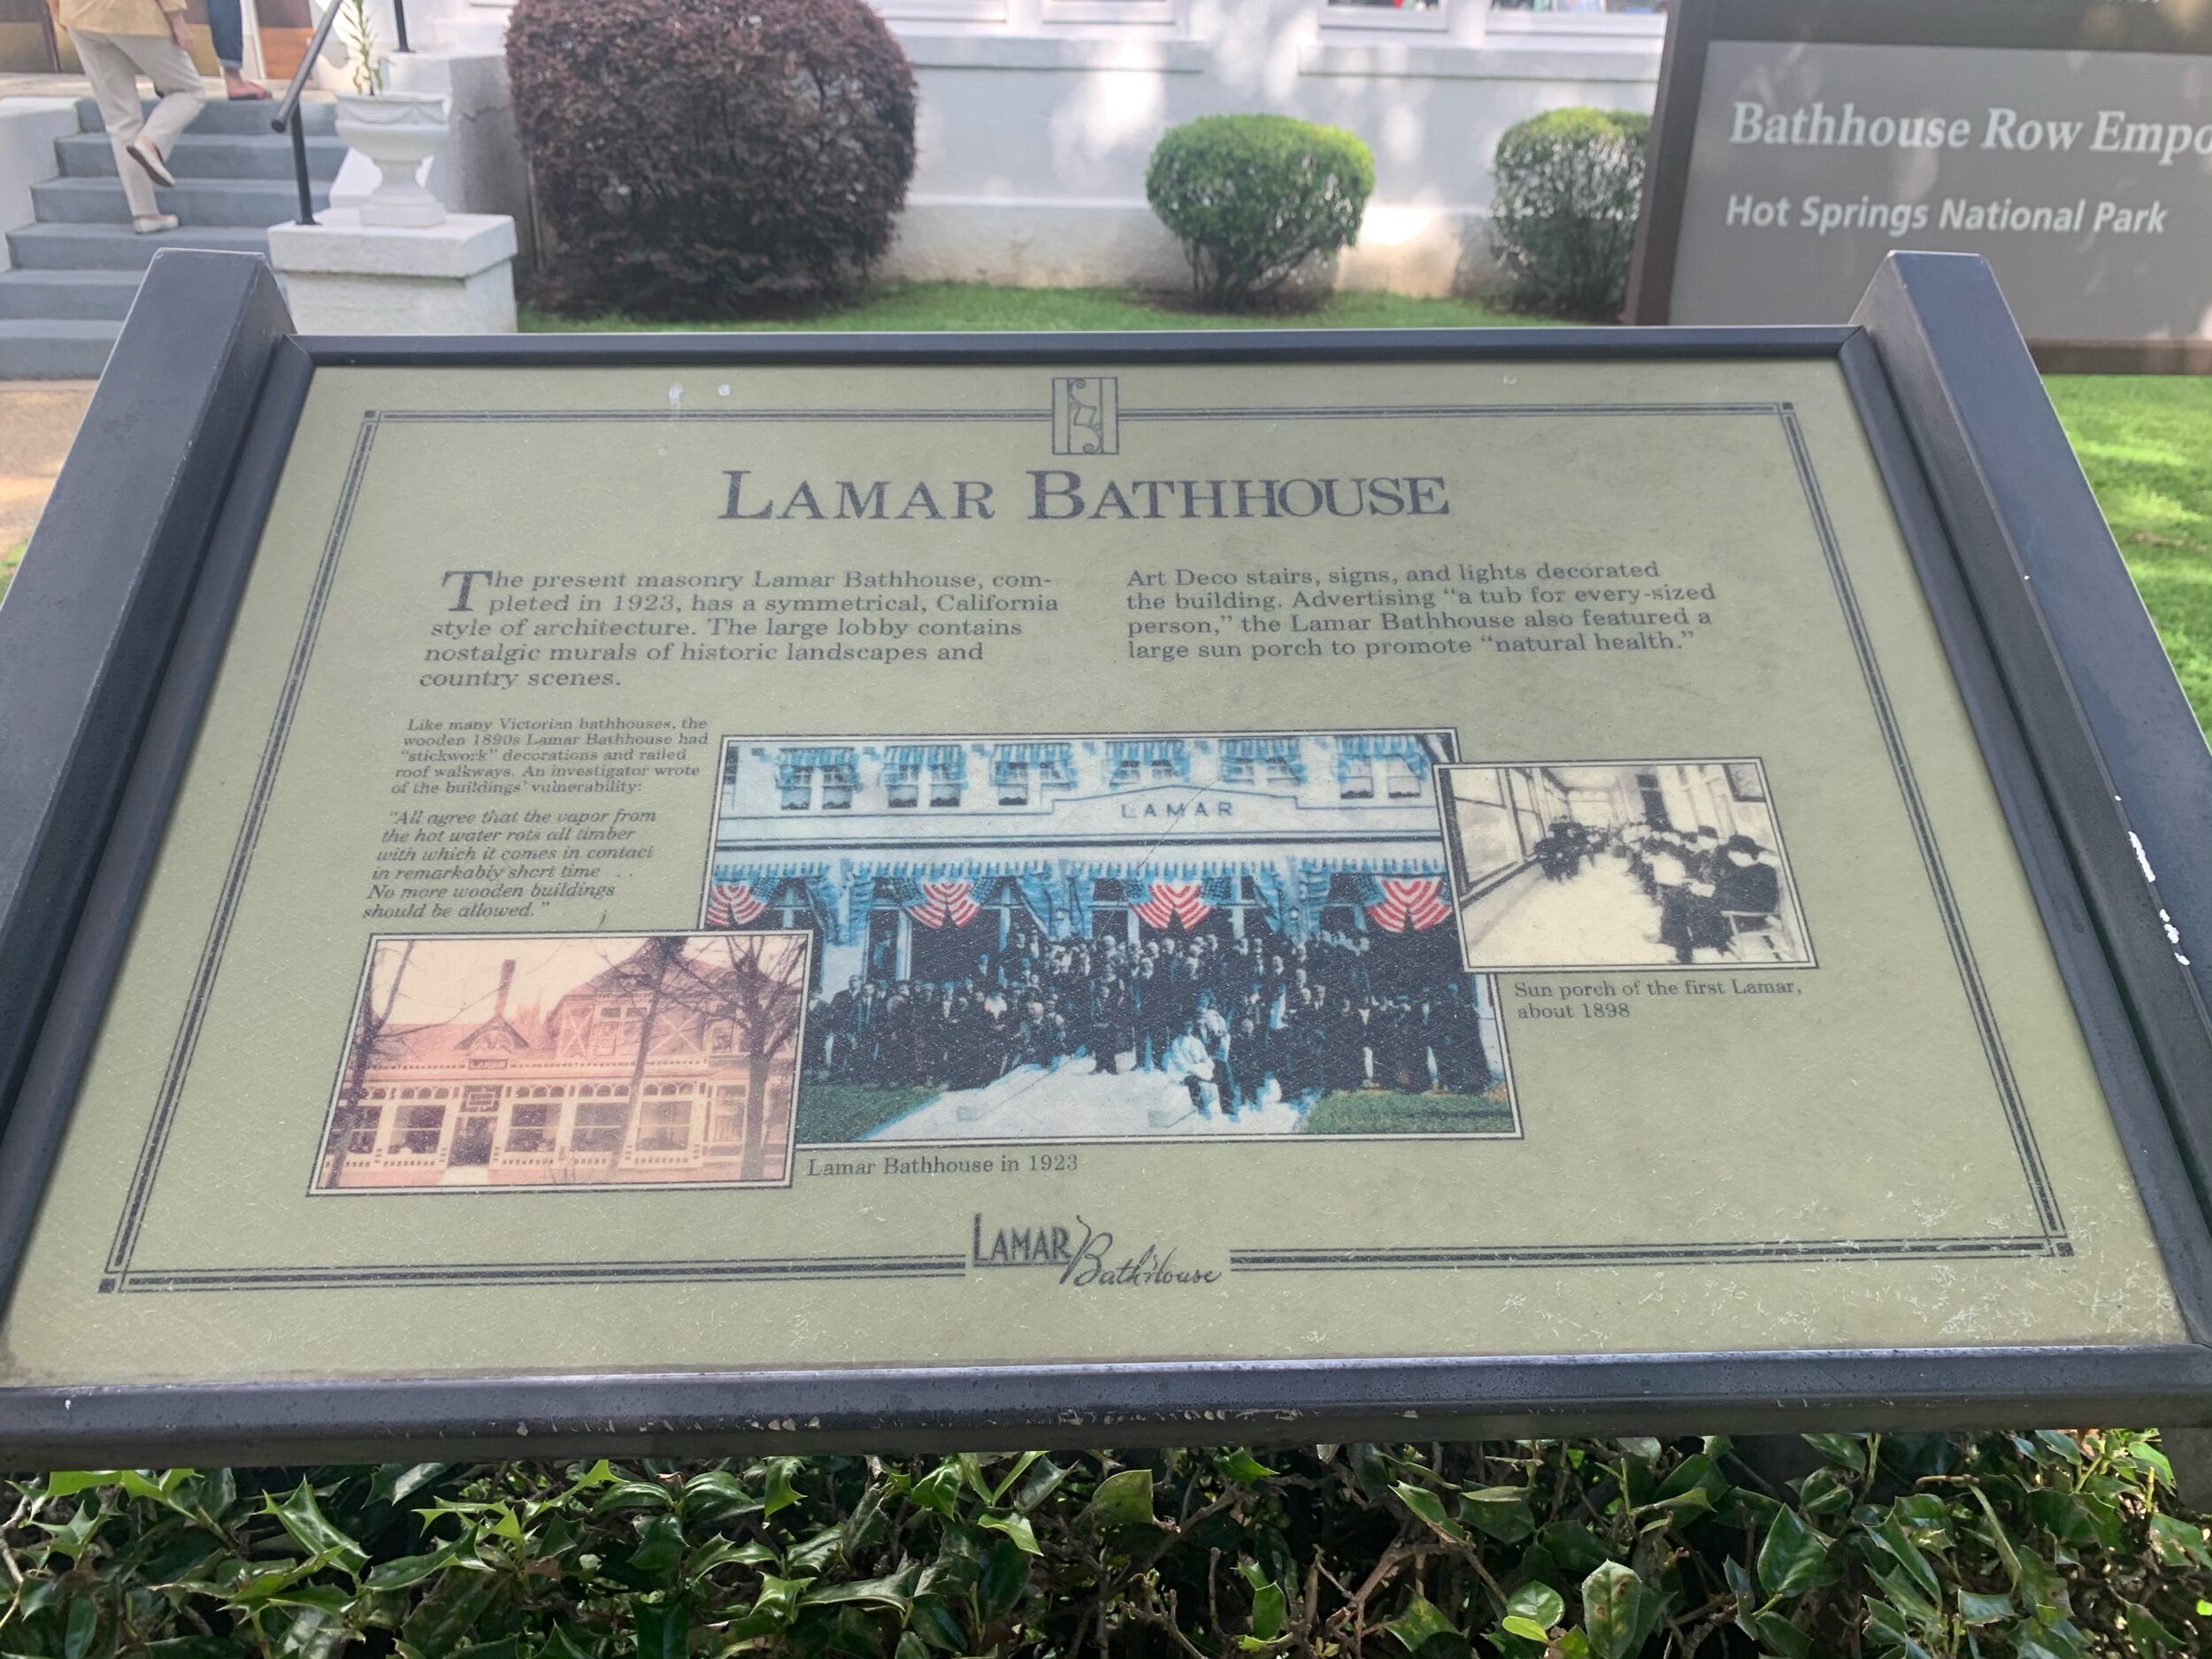 Bathhouse Row Empo
Hot Springs National Park
LAMAR BATHHOUSE
The present masonry Lamar Bathhouse, com-
pleted in 1923, has a symmetrical, California
style of architecture. The large lobby contains
nostalgic murals of historic landscapes and
country scenes.
Art Deco stairs, signs, and lights decorated
the building. Advertising “a tub for every-sized
person,” the Lamar Bathhouse also featured a
large sun porch to promote “natural health.”
Like many Victorian bathhouses, the
wooden 1890s Lamar Bathhouse had
“stickwork” decorations and railed
roof walkways. An investigator wrote
of the buildings’ vulnerability:
“All agree that the vapor from
the hot water rots all timber
with which it comes in contact
in remarkably short time . . .
No more wooden buildings
should be allowed.”
LAMAR
LAMAR
Sun porch of the first Lamar,
about 1898
Lamar Bathhouse in 1923
LAMAR BathHouse